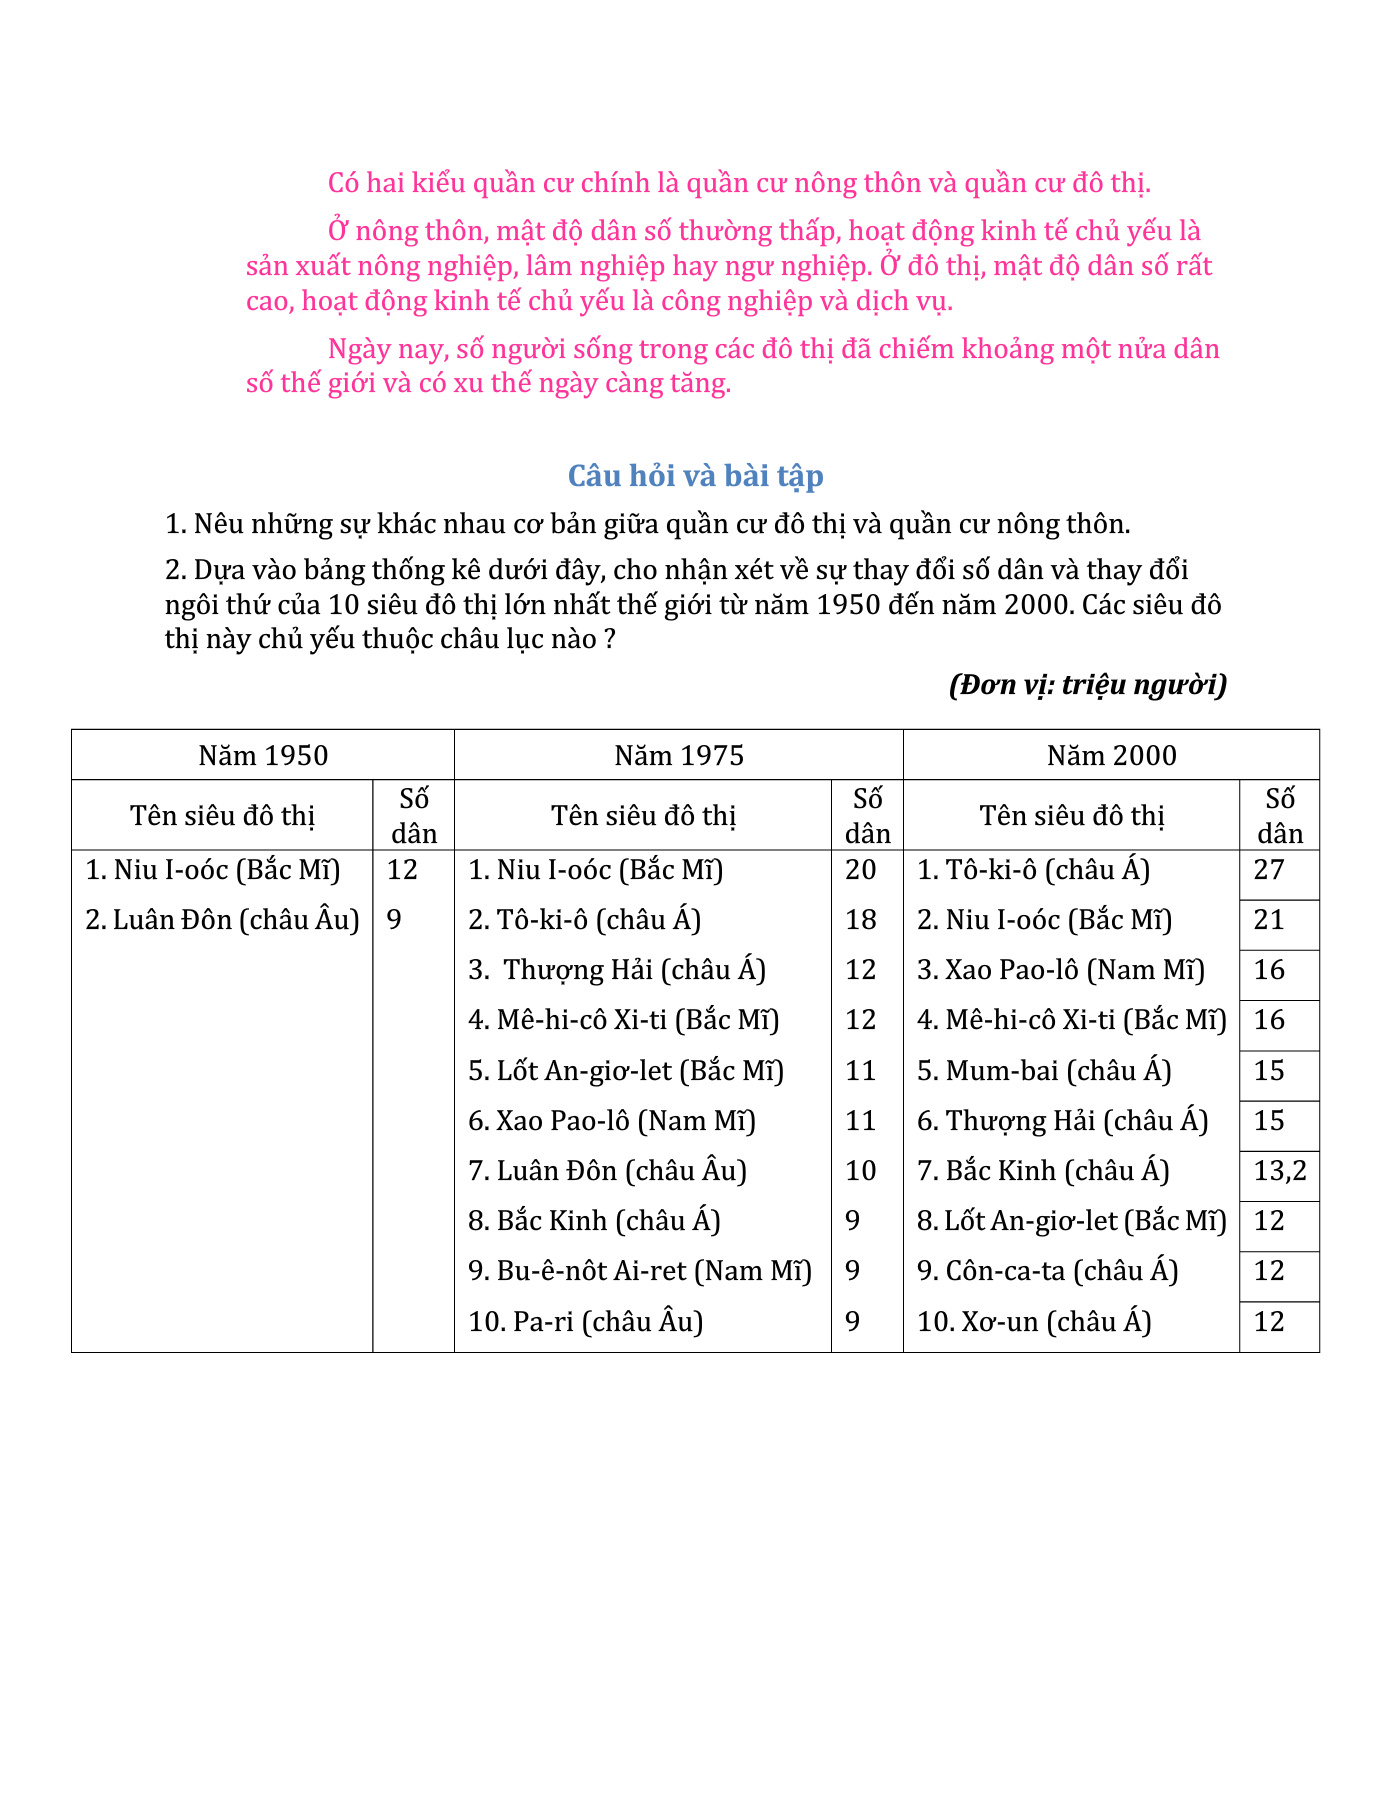 Có hai kiểu quần cư chính là quần cư nông thôn và quần cư đô thị.
Ở nông thôn, mật độ dân số thường thấp, hoạt động kinh tế chủ yếu là
sản xuất nông nghiệp, lâm nghiệp hay ngư nghiệp. Ở đô thị, mật độ dân số rất
cao, hoạt động kinh tế chủ yếu là công nghiệp và dịch vụ.
Ngày nay, số người sống trong các đô thị đã chiếm khoảng một nửa dân
số thế giới và có xu thế ngày càng tăng.
Câu hỏi và bài tập
1. Nêu những sự khác nhau cơ bản giữa quần cư đô thị và quần cư nông thôn.
2. Dựa vào bảng thống kê dưới đây, cho nhận xét về sự thay đổi số dân và thay đổi
ngôi thứ của 10 siêu đô thị lớn nhất thế giới từ năm 1950 đến năm 2000. Các siêu đô
thị này chủ yếu thuộc châu lục nào ?
(Đơn vị: triệu người)
Năm 1950 Năm 1975 Năm 2000
Tên siêu đô thị Số dân Tên siêu đô thị Số dân Tên siêu đô thị Số dân
1. Niu I-oóc (Bắc Mĩ) 12 1. Niu I-oóc (Bắc Mĩ) 20 1. Tô-ki-ô (châu Á) 27
2. Luân Đôn (châu Âu) 9 2. Tô-ki-ô (châu Á) 18 2. Niu I-oóc (Bắc Mĩ) 21
3. Thượng Hải (châu Á) 12 3. Xao Pao-lô (Nam Mĩ) 16
4. Mê-hi-cô Xi-ti (Bắc Mĩ) 12 4. Mê-hi-cô Xi-ti (Bắc Mĩ) 16
5. Lốt An-giơ-let (Bắc Mĩ) 11 5. Mum-bai (châu Á) 15
6. Xao Pao-lô (Nam Mĩ) 11 6. Thượng Hải (châu Á) 15
7. Luân Đôn (châu Âu) 10 7. Bắc Kinh (châu Á) 13,2
8. Bắc Kinh (châu Á) 9 8. Lốt An-giơ-let (Bắc Mĩ) 12
9. Bu-ê-nôt Ai-ret (Nam Mĩ) 9 9. Côn-ca-ta (châu Á) 12
10. Pa-ri (châu Âu) 9 10. Xơ-un (châu Á) 12